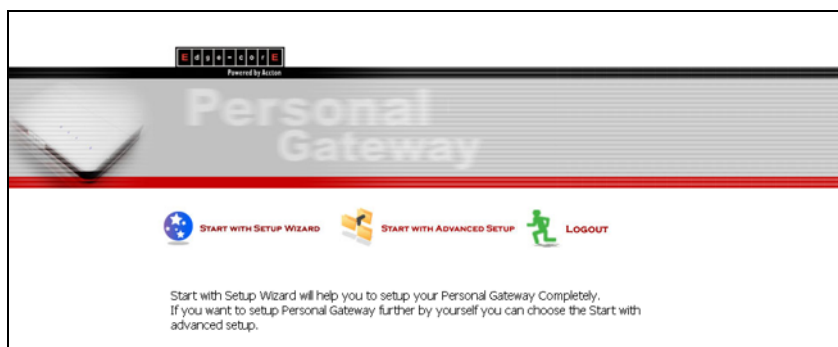 Edge-corE
Powered by Accton
Personal
Gateway
START WITH SETUP WIZARD START WITH ADVANCED SETUP LOGOUT
Start with Setup Wizard will help you to setup your Personal Gateway Completely.
If you want to setup Personal Gateway further by yourself you can choose the Start with
advanced setup.